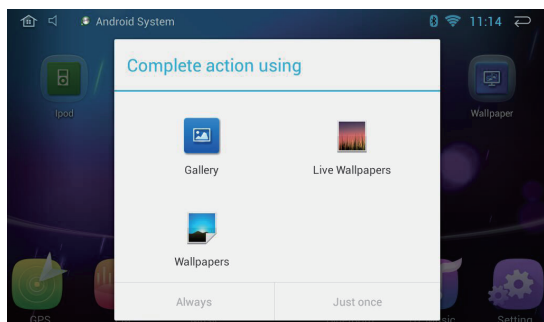 Android System 11:14
Complete action using
Ipod
Wallpaper
Gallery Live Wallpapers
Wallpapers
Always Just once
GPS
Setting